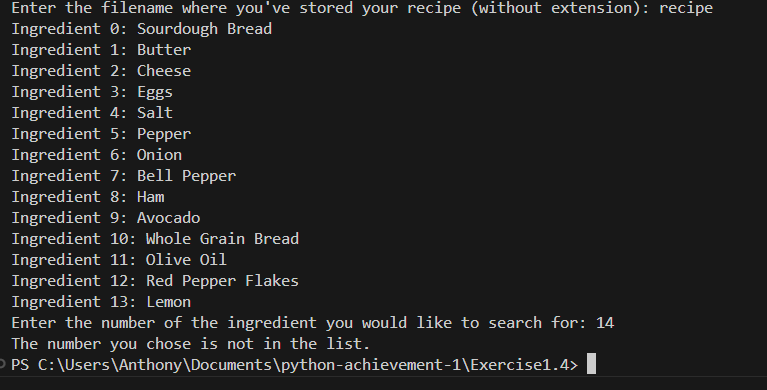 Enter the filename where you've stored your recipe (without extension): recipe
Ingredient 0: Sourdough Bread
Ingredient 1: Butter
Ingredient 2: Cheese
Ingredient 3: Eggs
Ingredient 4: Salt
Ingredient 5: Pepper
Ingredient 6: Onion
Ingredient 7: Bell Pepper
Ingredient 8: Ham
Ingredient 9: Avocado
Ingredient 10: Whole Grain Bread
Ingredient 11: Olive Oil
Ingredient 12: Red Pepper Flakes
Ingredient 13: Lemon
Enter the number of the ingredient you would like to search for: 14
The number you chose is not in the list.
PS C:\Users\Anthony\Documents\python-achievement-1\Exercise1.4>